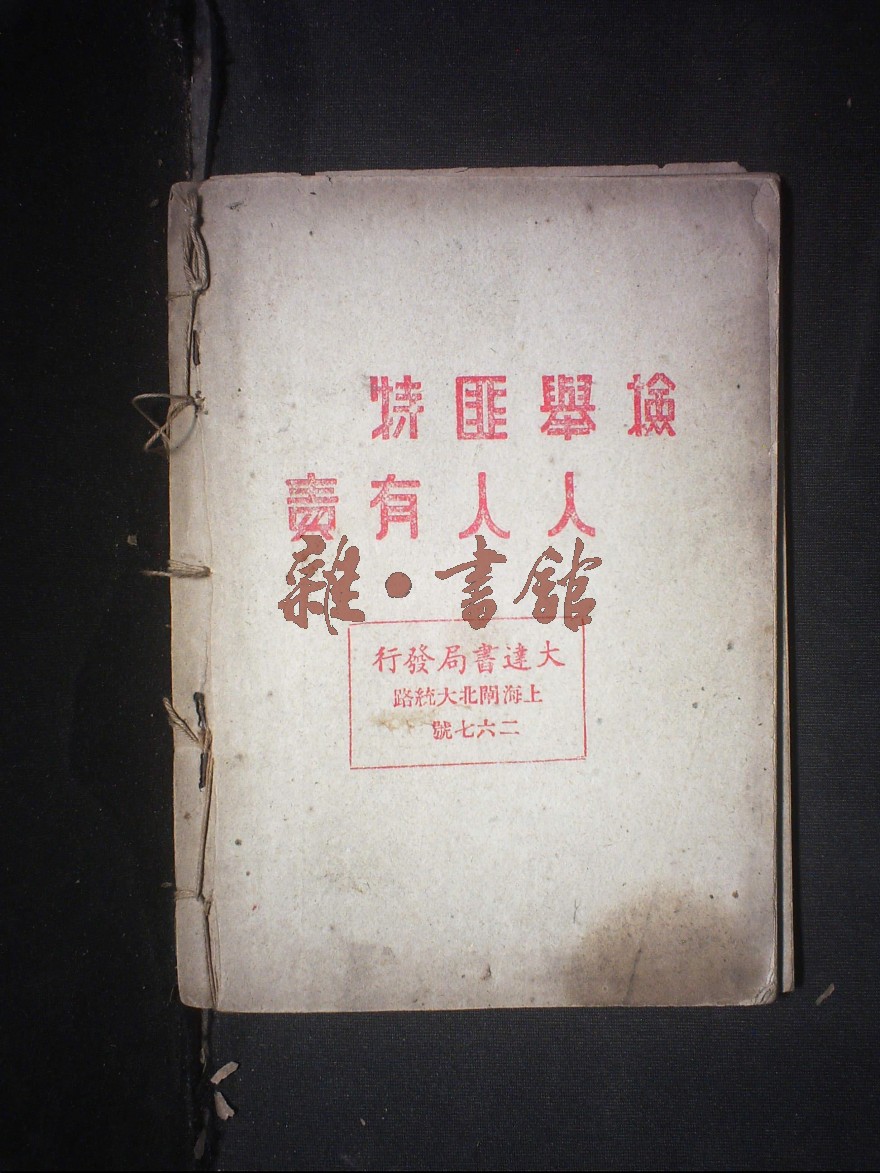 檢舉匪特
人人有責
雜·書館
大達書局發行
上海閘北大統路
二六七號